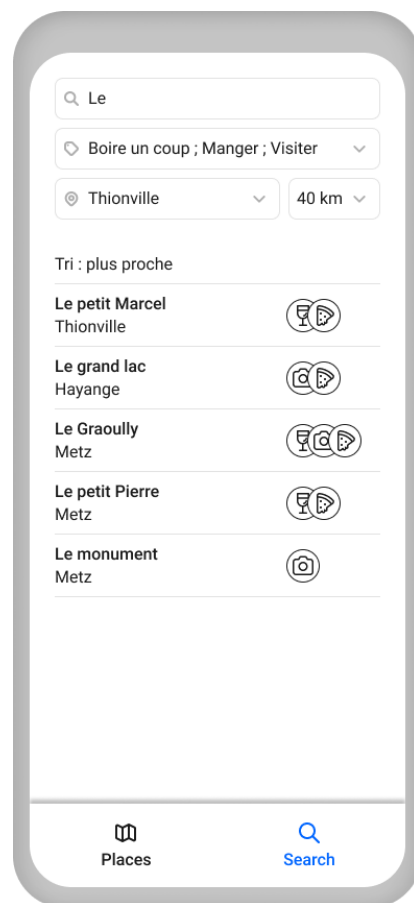 Le
Boire un coup ; Manger ; Visiter
Thionville
40 km
Tri : plus proche
Le petit Marcel
Thionville
Le grand lac
Hayange
Le Graoully
Metz
Le petit Pierre
Metz
Le monument
Metz
Places
Search